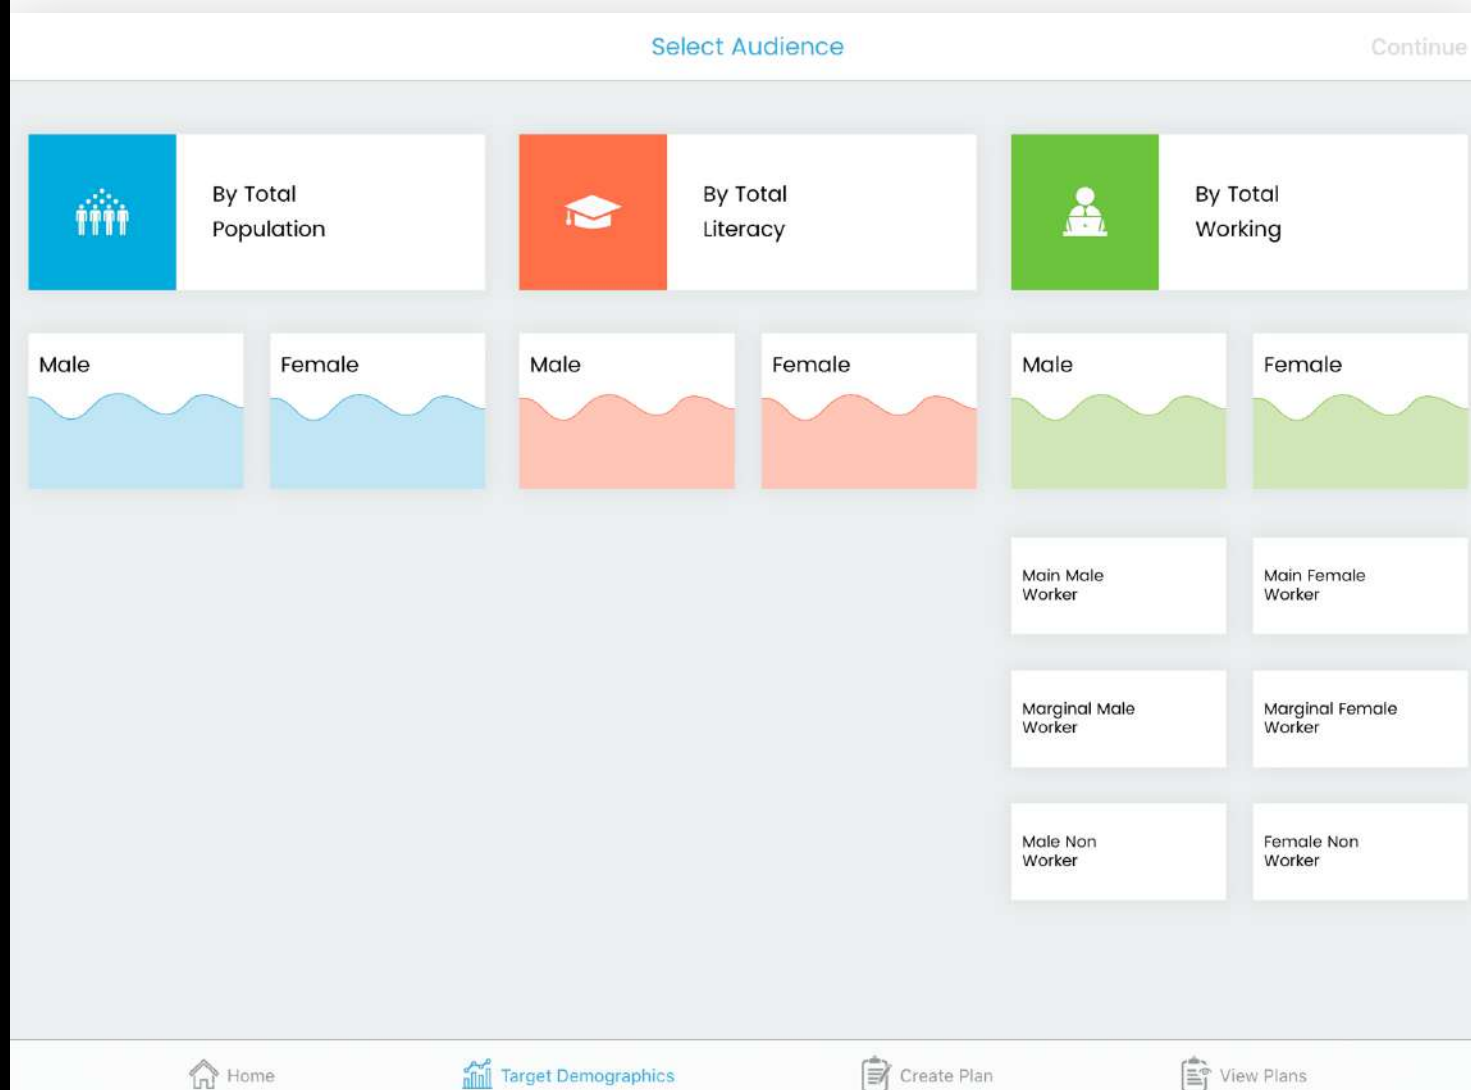 Select Audience
Continue
By Total
Population
By Total
Literacy
By Total
Working
Male
Female
Male
Female
Male
Female
Main Male
Worker
Main Female
Worker
Marginal Male
Worker
Marginal Female
Worker
Male Non
Worker
Female Non
Worker
Home
Target Demographics
Create Plan
View Plans